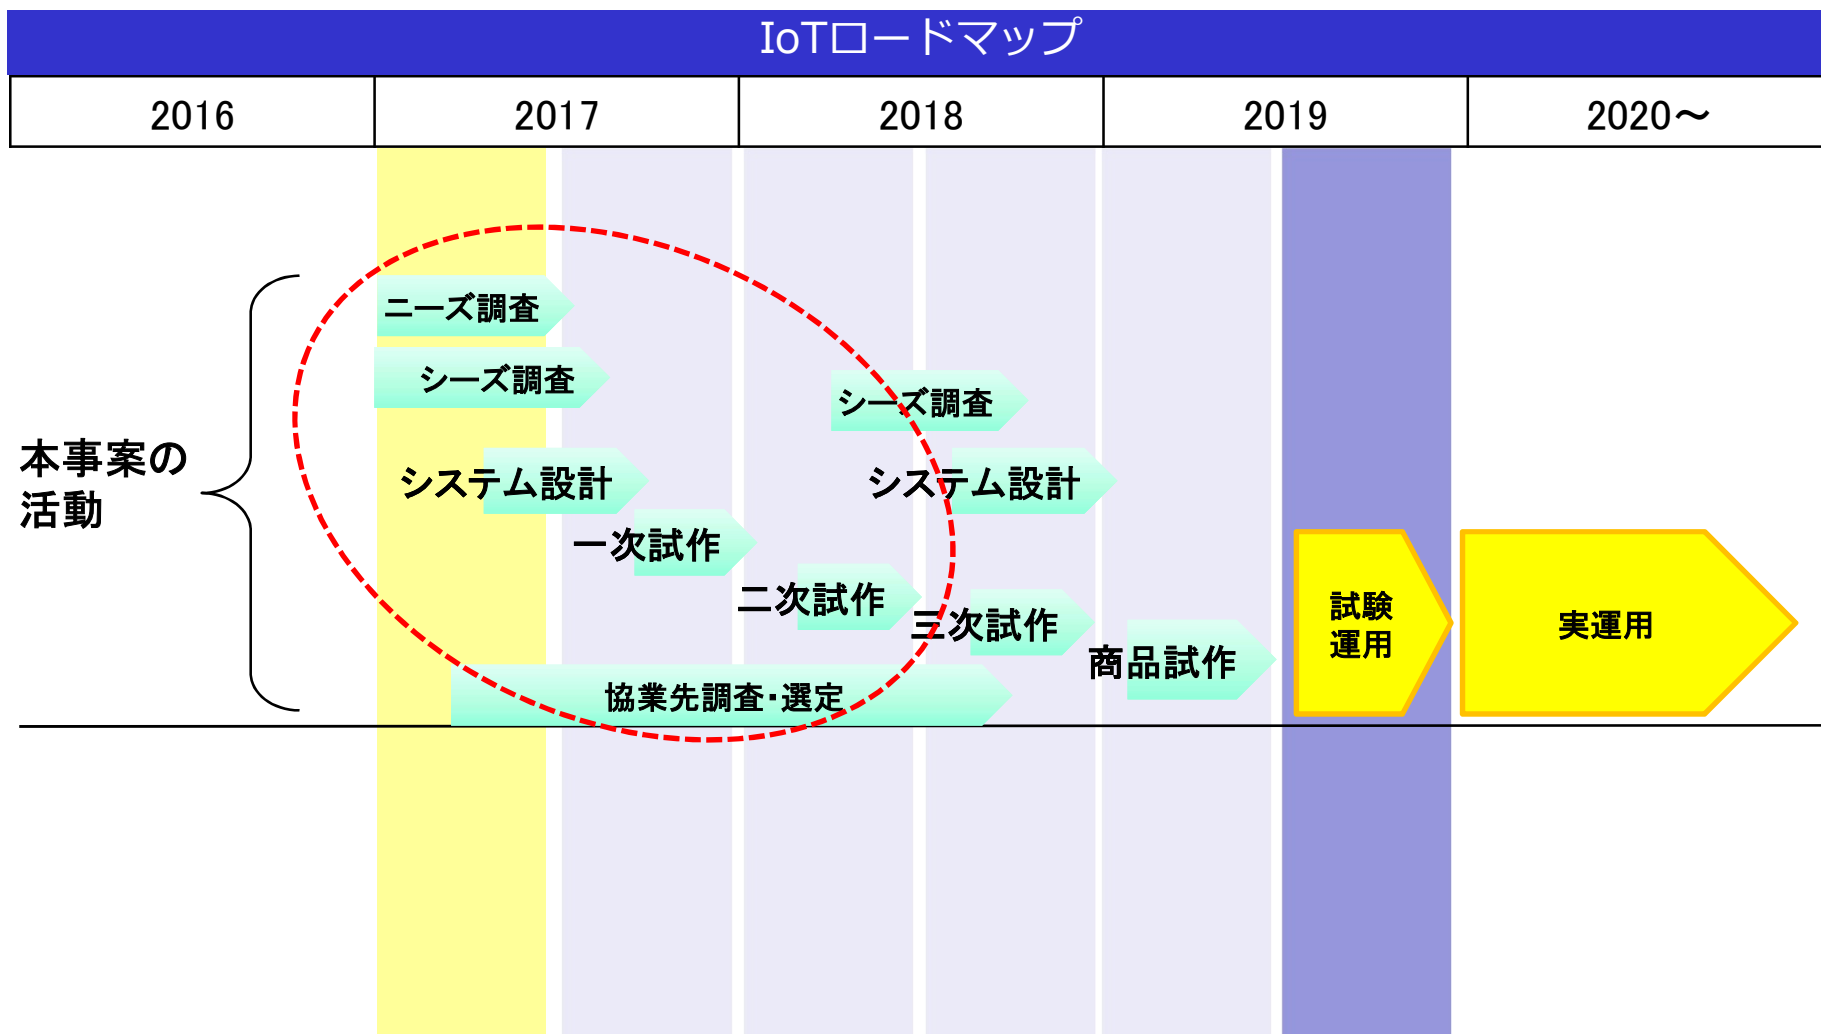 IoTロードマップ
2016
2017
2018
2019
2020～
ニーズ調査
シーズ調査
シーズ調査
本事案の
活動
システム設計
システム設計
一次試作
二次試作
三次試作
商品試作
試験
運用
実運用
協業先調査・選定